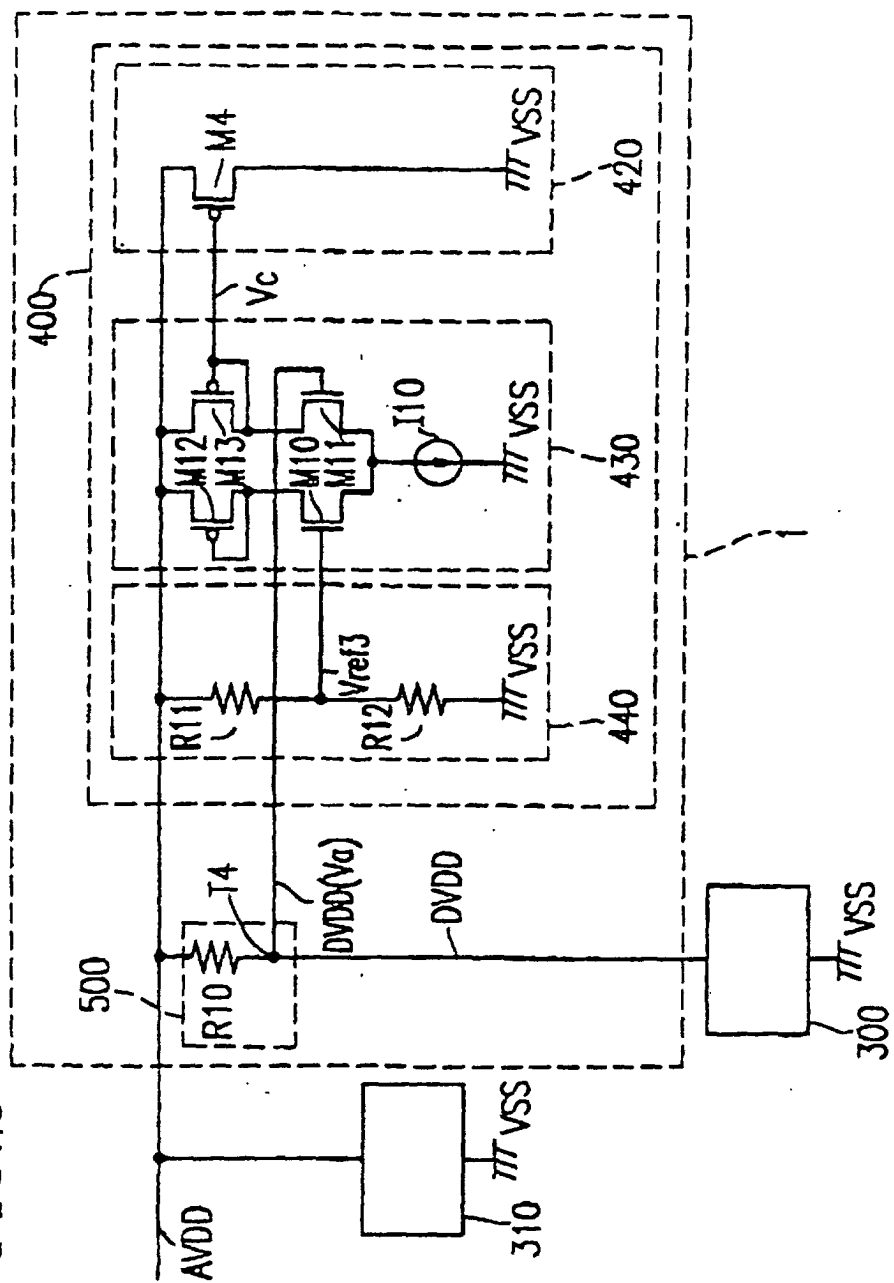 400
M4
Vc
VSS
420
M12
M13
M10
M11
I10
VSS
430
R11
Vref3
R12
VSS
440
1
500
R10
T4
DVDD(Va)
DVDD
VSS
300
AVDD
VSS
310